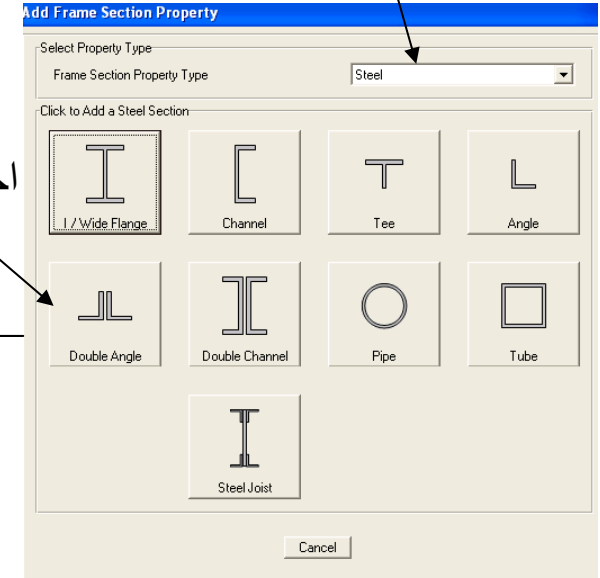 Add Frame Section Property
Select Property Type
Frame Section Property Type
Steel
Click to Add a Steel Section
I / Wide Flange
Channel
Tee
Angle
Double Angle
Double Channel
Pipe
Tube
Steel Joist
Cancel